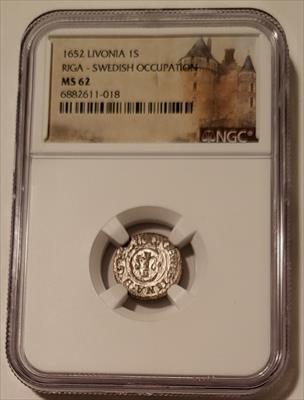 1652 LIVONIA 1S
RIGA - SWEDISH OCCUPATION
MS 62
6882611-018
NGC